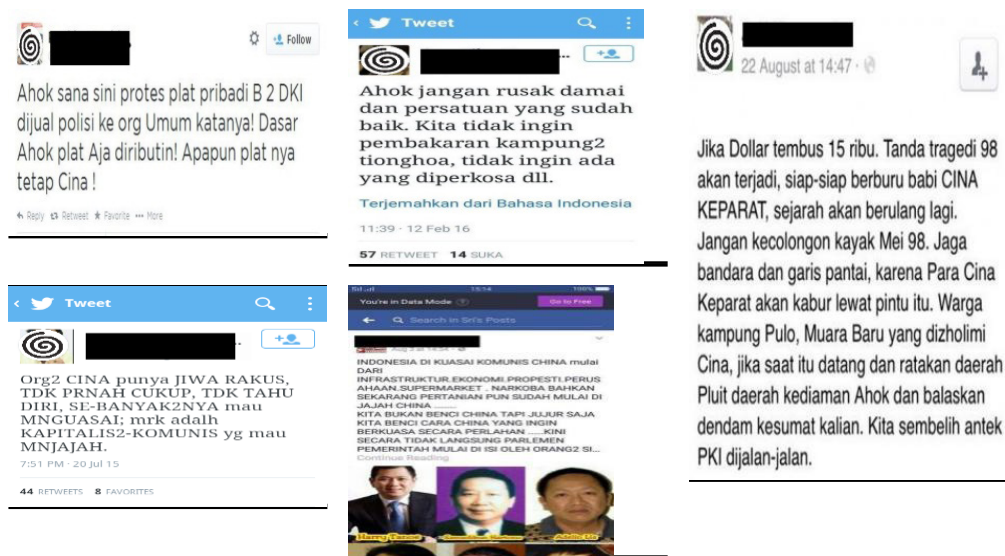 Follow
Ahok sana sini protes plat pribadi B 2 DKI
dijual polisi ke org Umum katanya! Dasar
Ahok plat Aja diributin! Apapun plat nya
tetap Cina !
Reply Retweet Favorite More
Tweet
...
Ahok jangan rusak damai
dan persatuan yang sudah
baik. Kita tidak ingin
pembakaran kampung2
tionghoa, tidak ingin ada
yang diperkosa dll.
Terjemahkan dari Bahasa Indonesia
11:39 · 12 Feb 16
57 RETWEET 14 SUKA
22 August at 14:47 ·
Jika Dollar tembus 15 ribu. Tanda tragedi 98
akan terjadi, siap-siap berburu babi CINA
KEPARAT, sejarah akan berulang lagi.
Jangan kecolongon kayak Mei 98. Jaga
bandara dan garis pantai, karena Para Cina
Keparat akan kabur lewat pintu itu. Warga
kampung Pulo, Muara Baru yang dizholimi
Cina, jika saat itu datang dan ratakan daerah
Pluit daerah kediaman Ahok dan balaskan
dendam kesumat kalian. Kita sembelih antek
PKI dijalan-jalan.
Tweet
Org2 CINA punya JIWA RAKUS,
TDK PRNAH CUKUP, TDK TAHU
DIRI, SE-BANYAK2NYA mau
MNGUASAI; mrk adalh
KAPITALIS2-KOMUNIS yg mau
MNJAJAH.
7:51 PM · 20 Jul 15
44 RETWEETS 8 FAVORITES
15:14 100%
You're in Data Mode Go to Free
Search in Sri's Posts
INDONESIA DI KUASAI KOMUNIS CHINA mulai
DARI
INFRASTRUKTUR.EKONOMI.PROPESTI.PERUS
AHAAN.SUPERMARKET . NARKOBA BAHKAN
SEKARANG PERTANIAN PUN SUDAH MULAI DI
JAJAH CHINA ........
KITA BUKAN BENCI CHINA TAPI JUJUR SAJA
KITA BENCI CARA CHINA YANG INGIN
BERKUASA SECARA PERLAHAN ......KINI
SECARA TIDAK LANGSUNG PARLEMEN
PEMERINTAH MULAI DI ISI OLEH ORANG2 SI...
Continue Reading
Harry Tanoe